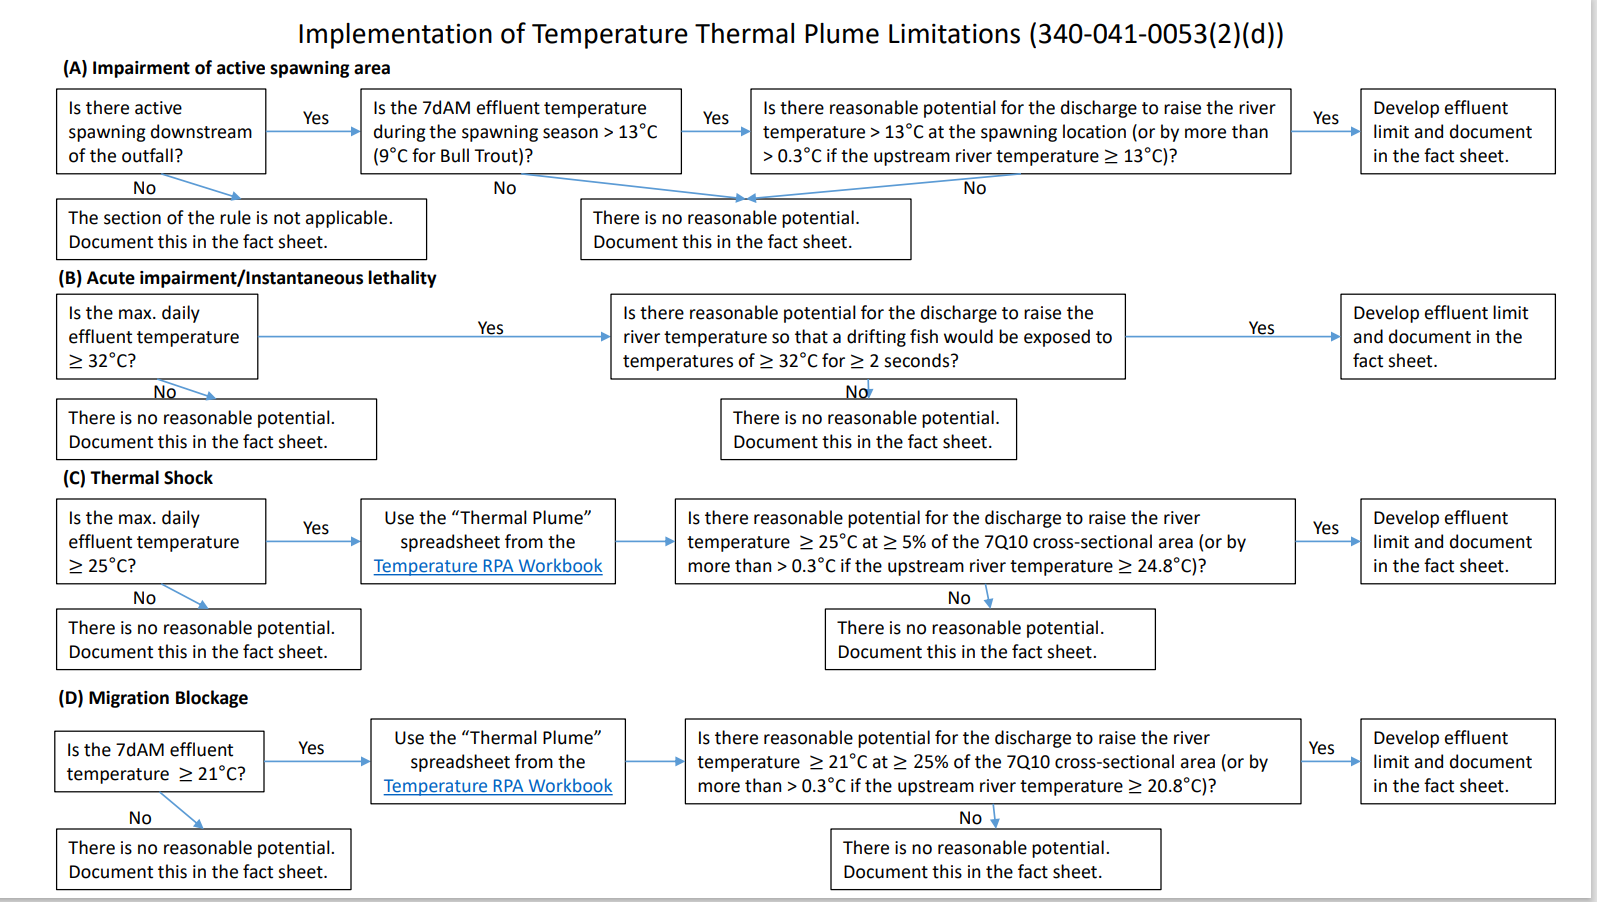 Implementation of Temperature Thermal Plume Limitations (340-041-0053(2)(d))
(A) Impairment of active spawning area
Is there active
spawning downstream
of the outfall?
Yes
Is the 7dAM effluent temperature
during the spawning season > 13°C
(9°C for Bull Trout)?
Yes
Is there reasonable potential for the discharge to raise the river
temperature > 13°C at the spawning location (or by more than
> 0.3°C if the upstream river temperature ≥ 13°C)?
Yes
Develop effluent
limit and document
in the fact sheet.
No
No
No
The section of the rule is not applicable.
Document this in the fact sheet.
There is no reasonable potential.
Document this in the fact sheet.
(B) Acute impairment/Instantaneous lethality
Is the max. daily
effluent temperature
≥ 32°C?
Yes
Is there reasonable potential for the discharge to raise the
river temperature so that a drifting fish would be exposed to
temperatures of ≥ 32°C for ≥ 2 seconds?
Yes
Develop effluent limit
and document in the
fact sheet.
No
No
There is no reasonable potential.
Document this in the fact sheet.
There is no reasonable potential.
Document this in the fact sheet.
(C) Thermal Shock
Is the max. daily
effluent temperature
≥ 25°C?
Yes
Use the “Thermal Plume”
spreadsheet from the
Temperature RPA Workbook
Is there reasonable potential for the discharge to raise the river
temperature ≥ 25°C at ≥ 5% of the 7Q10 cross-sectional area (or by
more than > 0.3°C if the upstream river temperature ≥ 24.8°C)?
Yes
Develop effluent
limit and document
in the fact sheet.
No
No
There is no reasonable potential.
Document this in the fact sheet.
There is no reasonable potential.
Document this in the fact sheet.
(D) Migration Blockage
Is the 7dAM effluent
temperature ≥ 21°C?
Yes
Use the “Thermal Plume”
spreadsheet from the
Temperature RPA Workbook
Is there reasonable potential for the discharge to raise the river
temperature ≥ 21°C at ≥ 25% of the 7Q10 cross-sectional area (or by
more than > 0.3°C if the upstream river temperature ≥ 20.8°C)?
Yes
Develop effluent
limit and document
in the fact sheet.
No
No
There is no reasonable potential.
Document this in the fact sheet.
There is no reasonable potential.
Document this in the fact sheet.